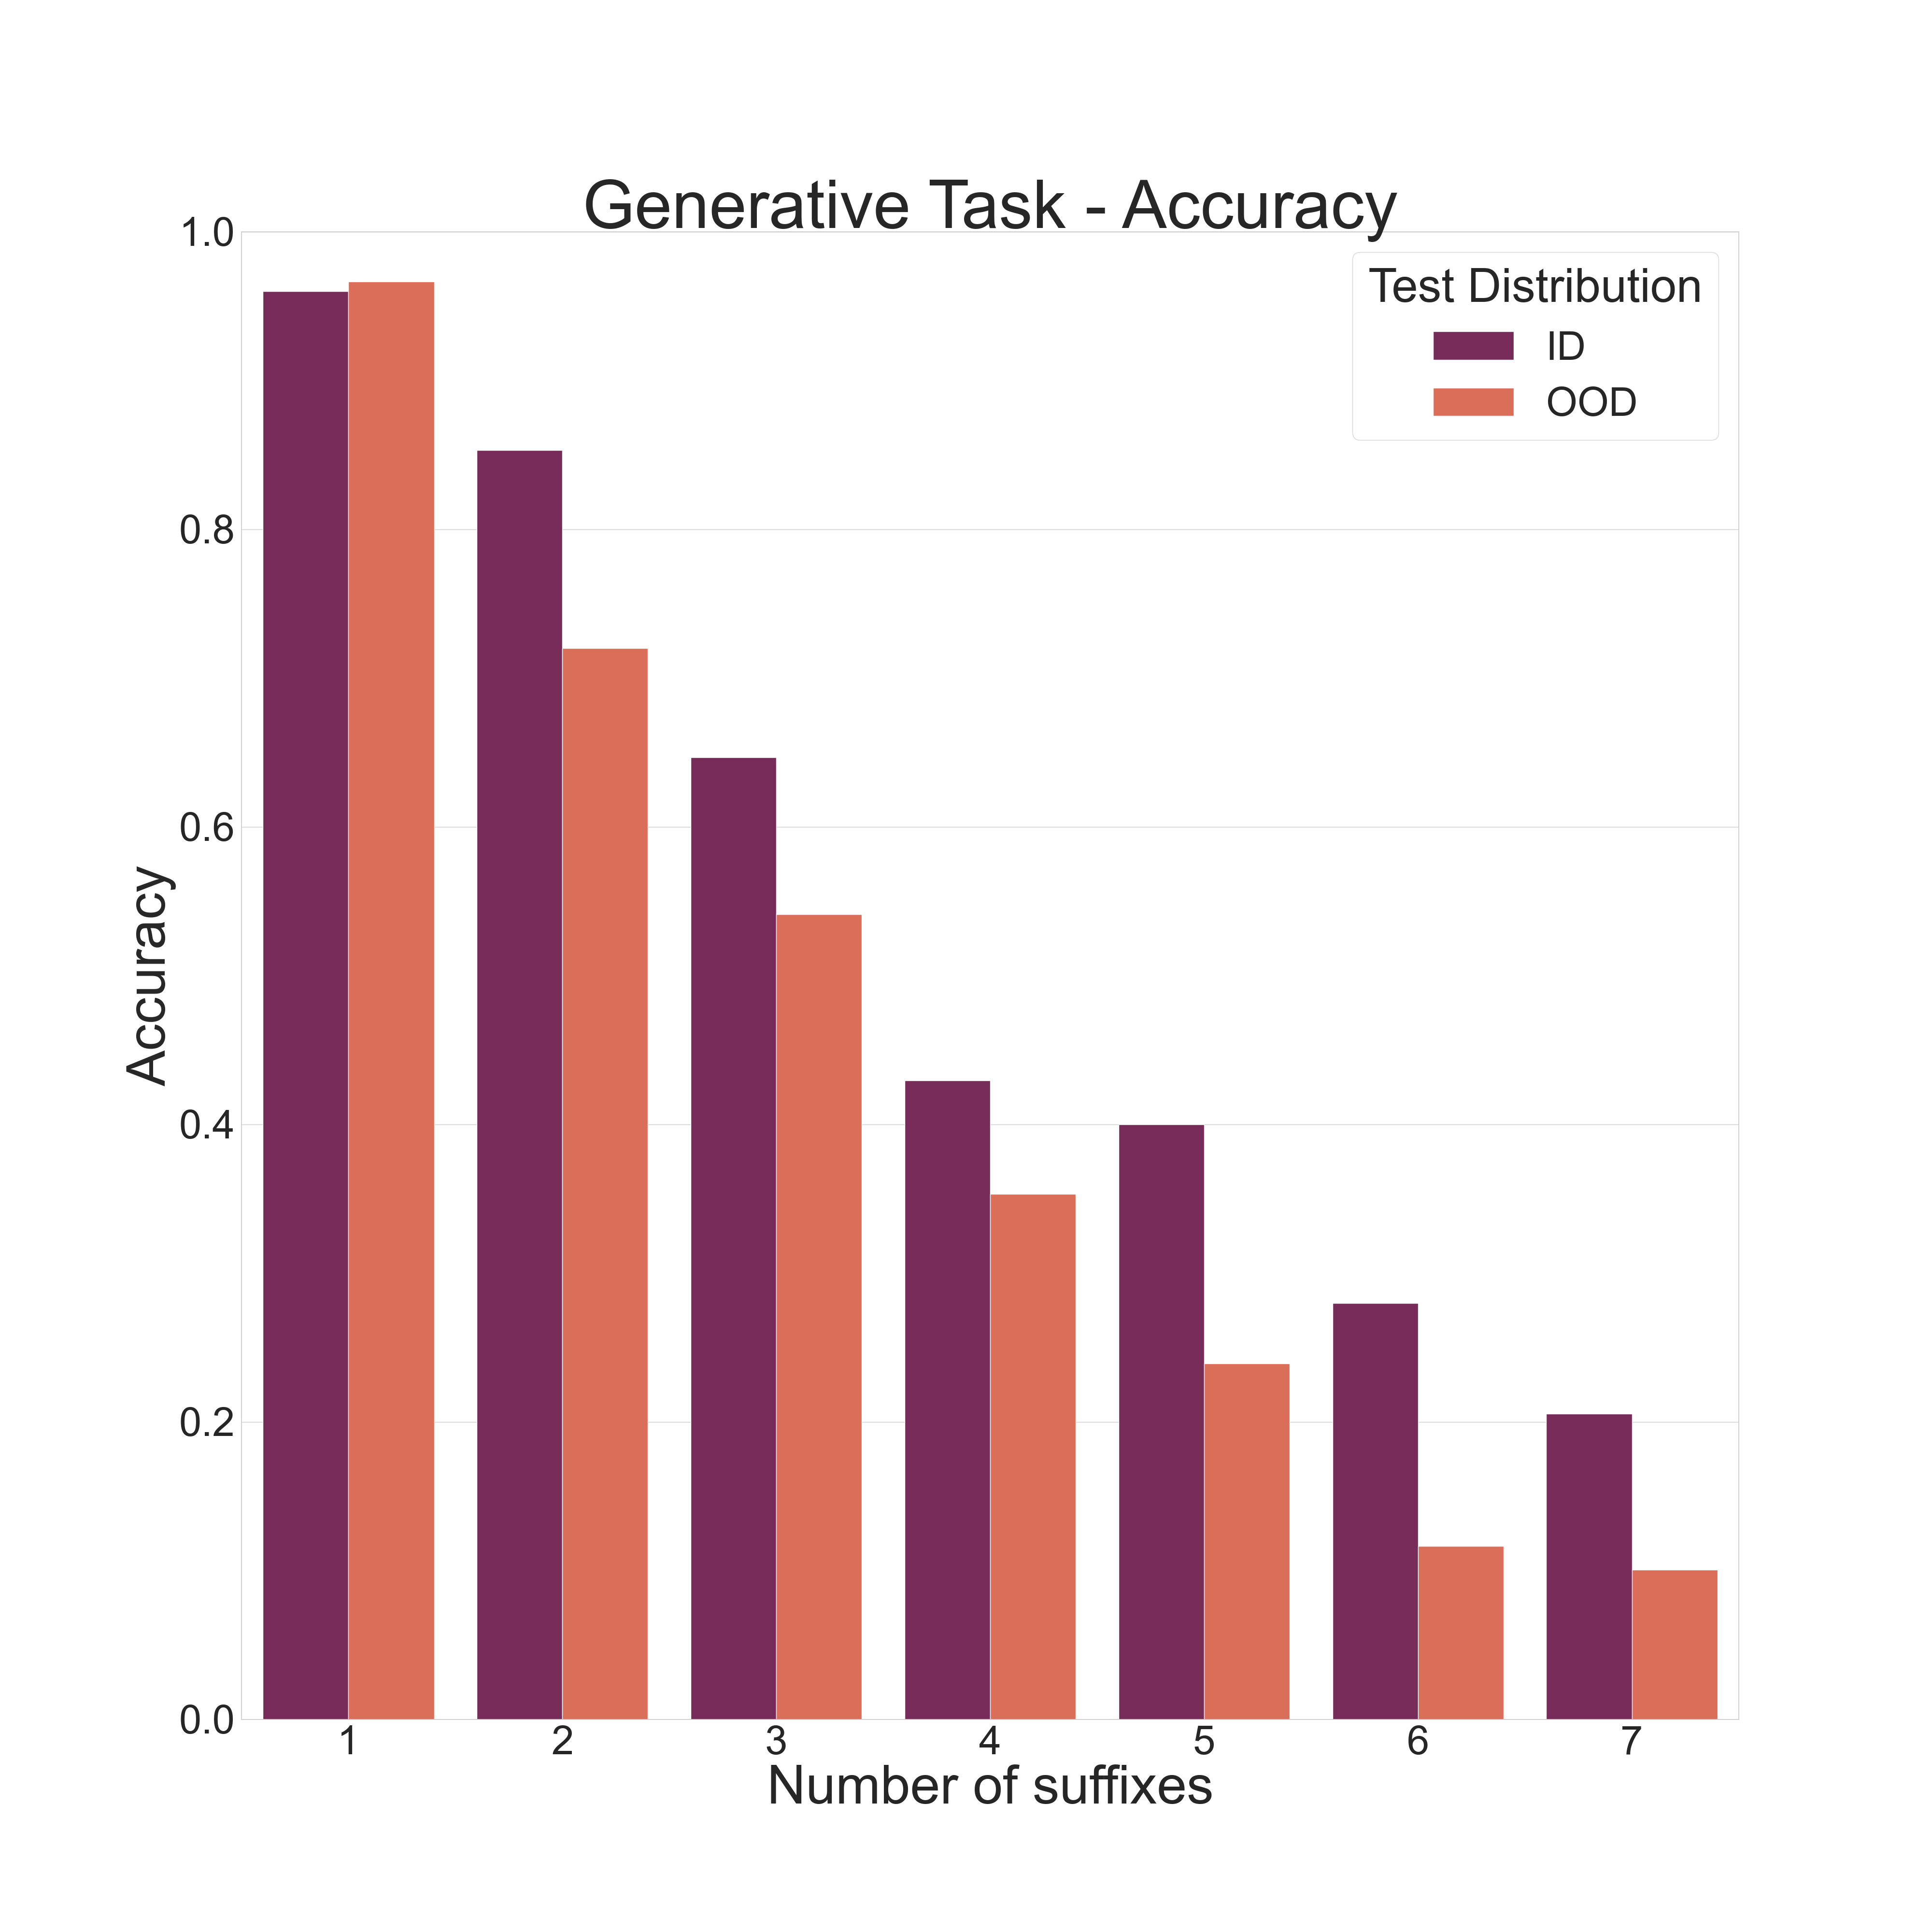 Generative Task - Accuracy
Test Distribution
ID
OOD
Accuracy
1.0
0.8
0.6
0.4
0.2
0.0
1 2 3 4 5 6 7
Number of suffixes